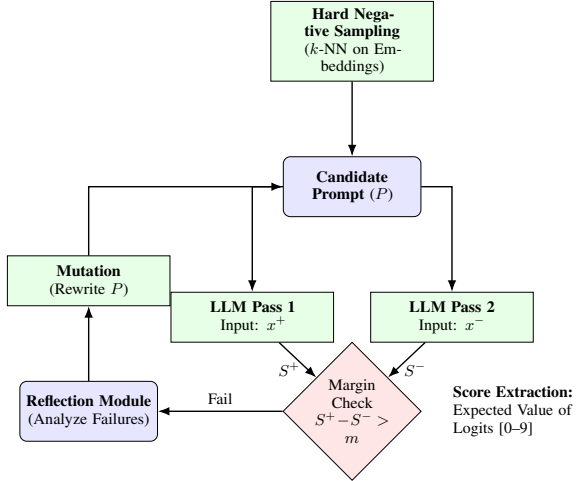 Hard Nega-
tive Sampling
(k-NN on Em-
beddings)
Candidate
Prompt (P)
Mutation
(Rewrite P)
LLM Pass 1
Input: x⁺
LLM Pass 2
Input: x⁻
S⁺
S⁻
Margin
Check
S⁺−S⁻ >
m
Fail
Reflection Module
(Analyze Failures)
Score Extraction:
Expected Value of
Logits [0–9]